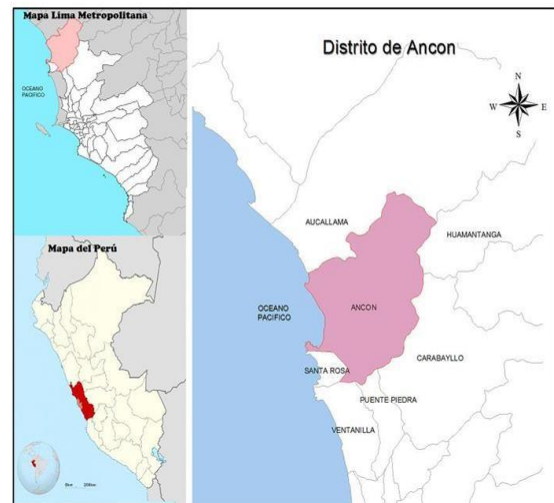 Mapa Lima Metropolitana
OCEANO
PACIFICO
Mapa del Perú
Distrito de Ancon
N
W E
S
AUCALLAMA
HUAMANTANGA
OCEANO
PACIFICO
ANCON
CARABAYLLO
SANTA ROSA
PUENTE PIEDRA
VENTANILLA